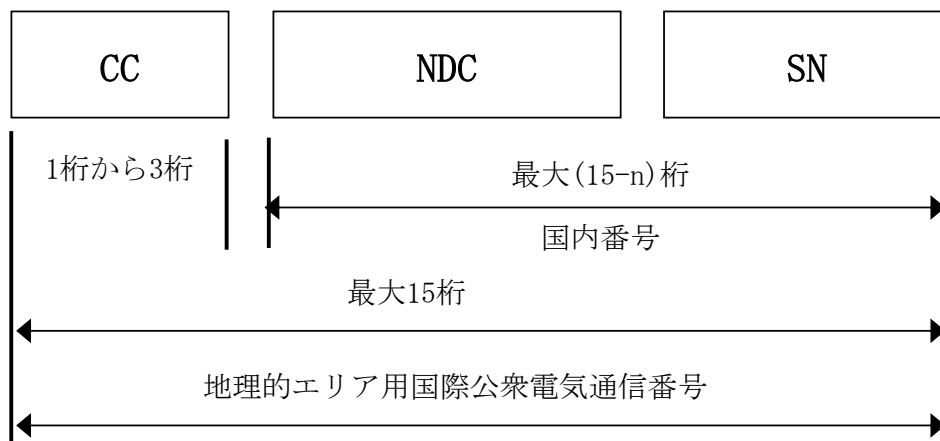 CC NDC SN
1桁から3桁
最大(15-n)桁
国内番号
最大15桁
地理的エリア用国際公衆電気通信番号